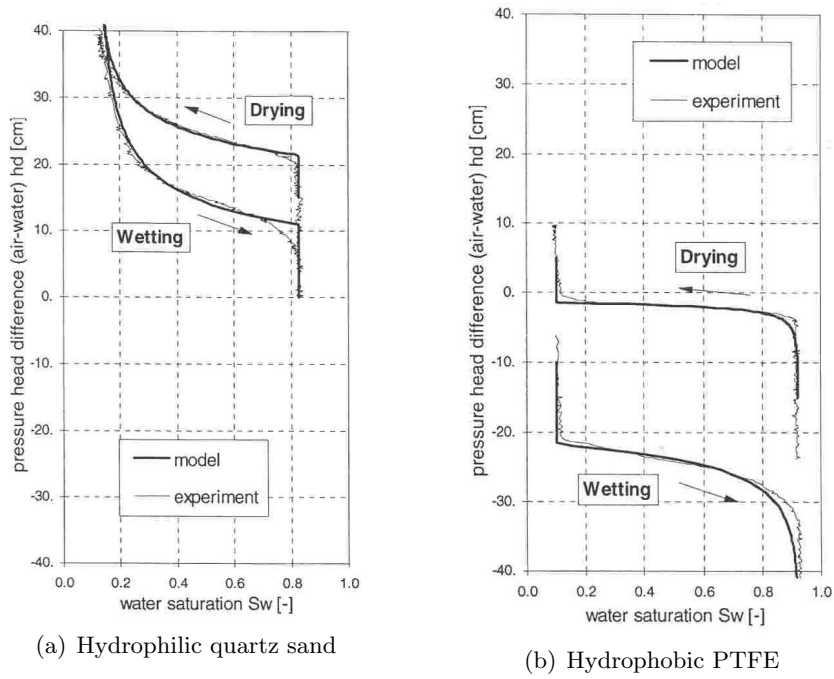 40.
30.
20.
10.
0.
-10.
-20.
-30.
-40.
0.0 0.2 0.4 0.6 0.8 1.0
pressure head difference (air-water) hd [cm]
water saturation Sw [-]
Drying
Wetting
model
experiment
(a) Hydrophilic quartz sand
40.
30.
20.
10.
0.
-10.
-20.
-30.
-40.
0.0 0.2 0.4 0.6 0.8 1.0
pressure head difference (air-water) hd [cm]
water saturation Sw [-]
model
experiment
Drying
Wetting
(b) Hydrophobic PTFE